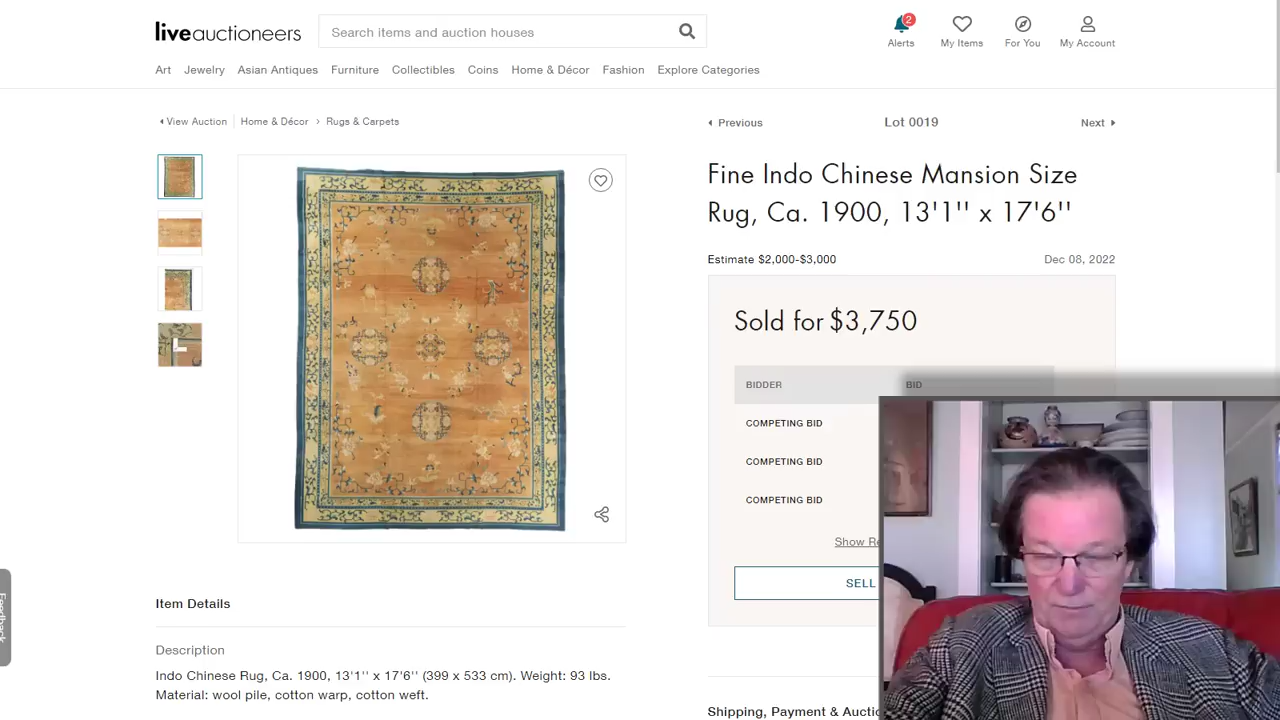 liveauctioneers
Search items and auction houses
2
Alerts
My Items
For You
My Account
Art
Jewelry
Asian Antiques
Furniture
Collectibles
Coins
Home & Décor
Fashion
Explore Categories
View Auction
Home & Décor
Rugs & Carpets
Previous
Lot 0019
Next
Fine Indo Chinese Mansion Size
Rug, Ca. 1900, 13'1'' x 17'6''
Estimate $2,000-$3,000
Dec 08, 2022
Sold for $3,750
BIDDER
BID
COMPETING BID
COMPETING BID
COMPETING BID
Show Re
SELL
Feedback
Item Details
Description
Indo Chinese Rug, Ca. 1900, 13'1'' x 17'6'' (399 x 533 cm). Weight: 93 lbs.
Material: wool pile, cotton warp, cotton weft.
Shipping, Payment & Auctio